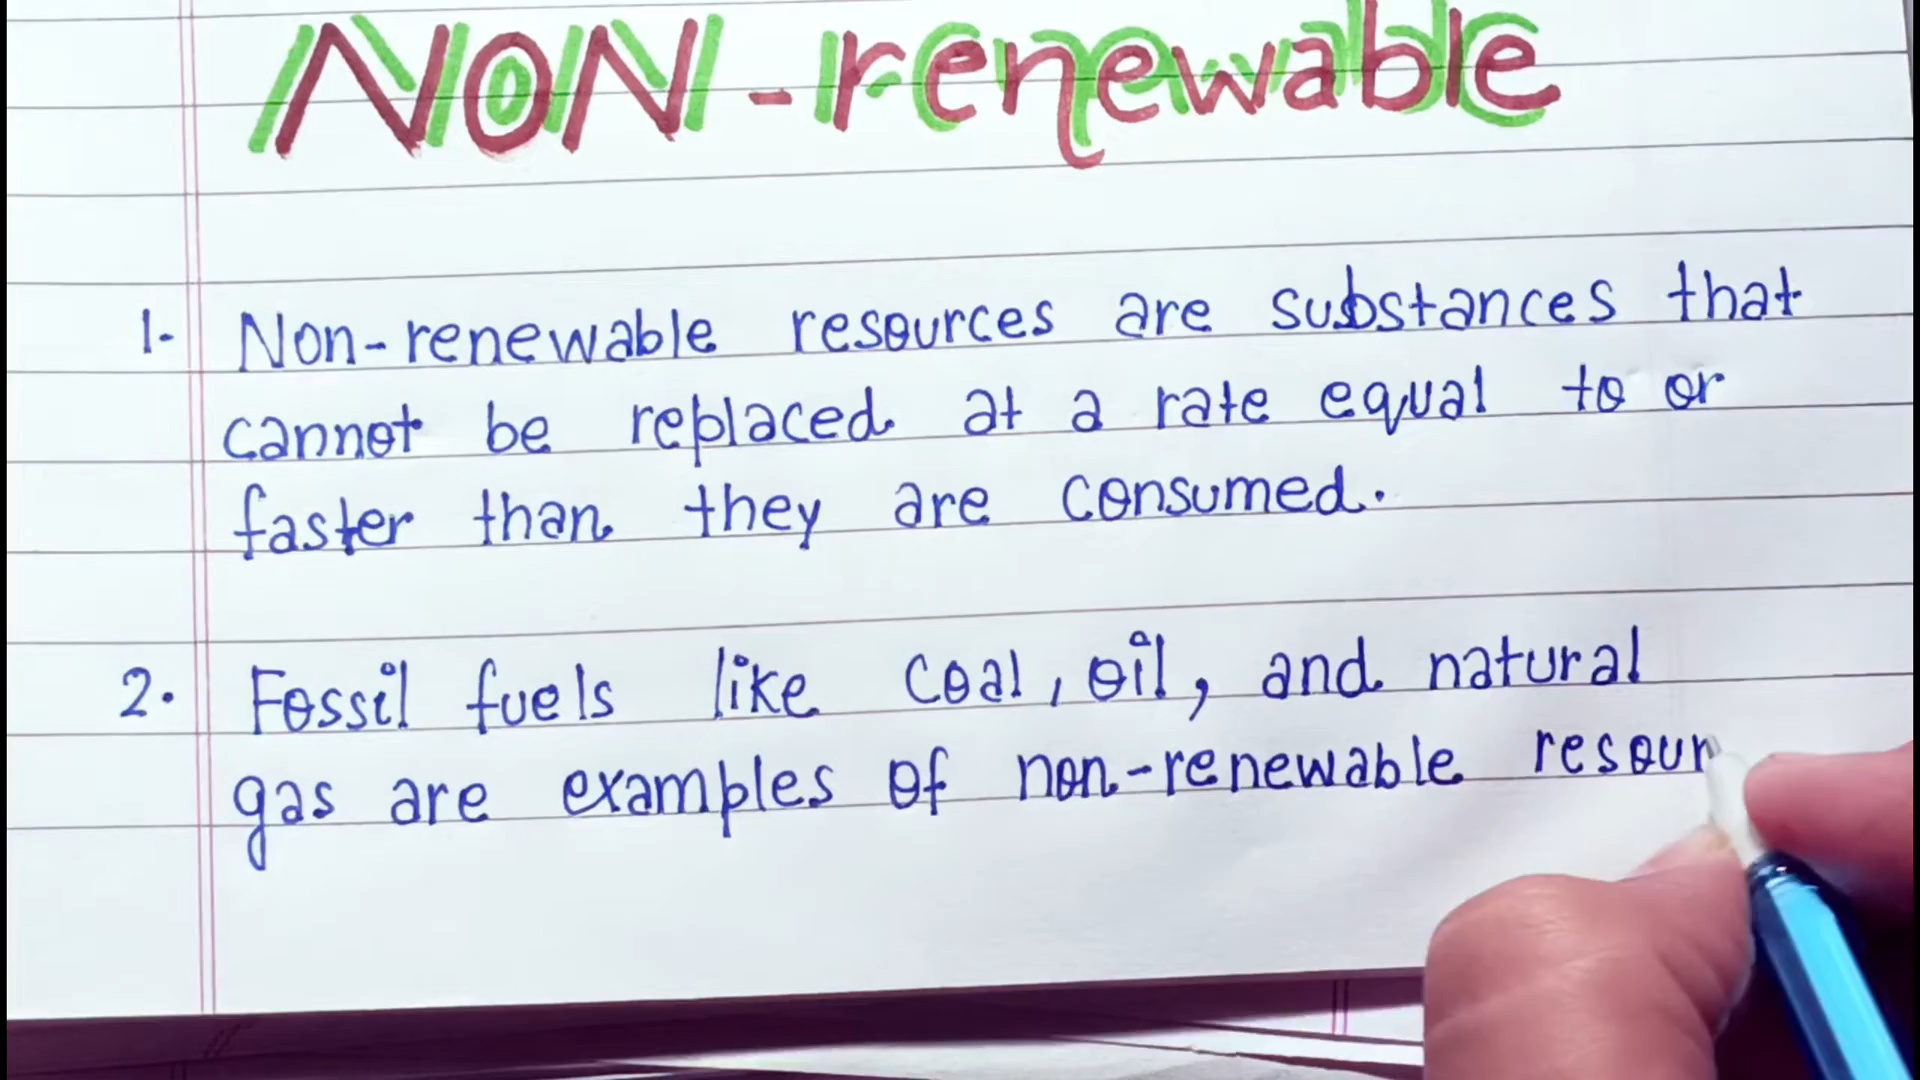 NON-renewable
1. Non-renewable resources are substances that
cannot be replaced at a rate equal to or
faster than they are consumed.
2. Fossil fuels like coal, oil, and natural
gas are examples of non-renewable resour